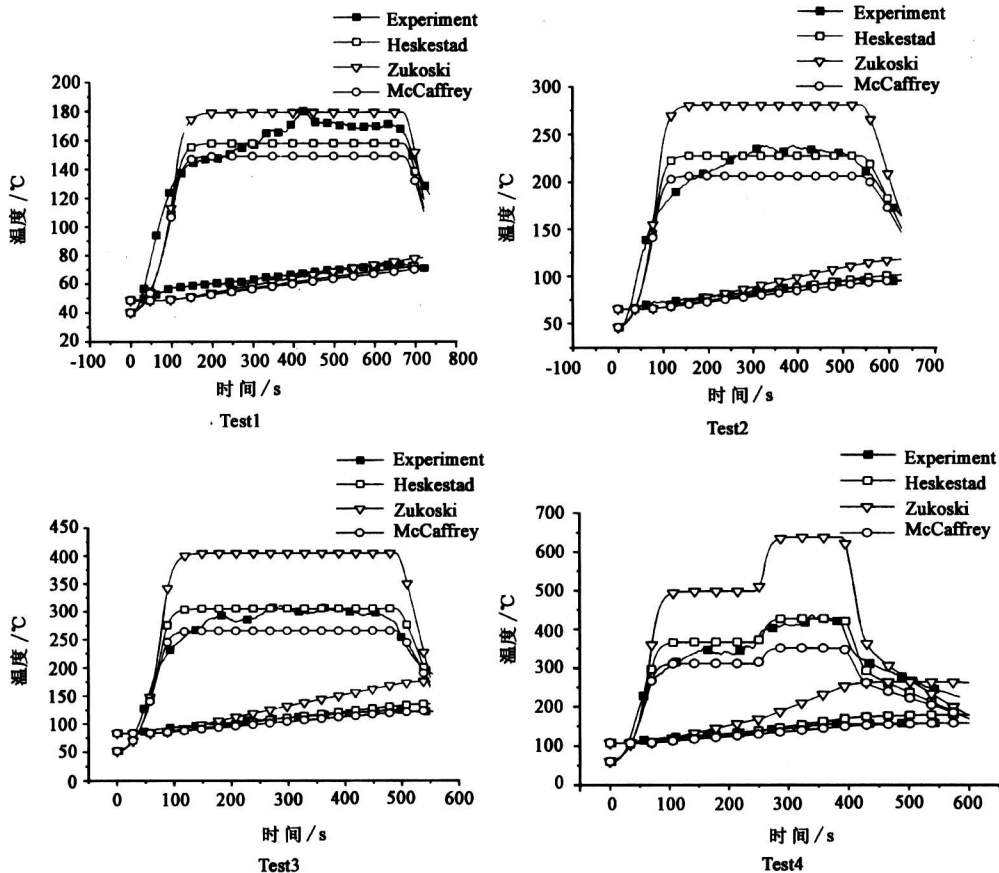 Experiment
Heskestad
Zukoski
McCaffrey
200
180
160
140
120
100
80
60
40
20
温度/℃
-100 0 100 200 300 400 500 600 700 800
时间/s
Test1
Experiment
Heskestad
Zukoski
McCaffrey
300
250
200
150
100
50
温度/℃
-100 0 100 200 300 400 500 600 700
时间/s
Test2
Experiment
Heskestad
Zukoski
McCaffrey
450
400
350
300
250
200
150
100
50
0
温度/℃
0 100 200 300 400 500 600
时间/s
Test3
Experiment
Heskestad
Zukoski
McCaffrey
700
600
500
400
300
200
100
0
温度/℃
0 100 200 300 400 500 600
时间/s
Test4